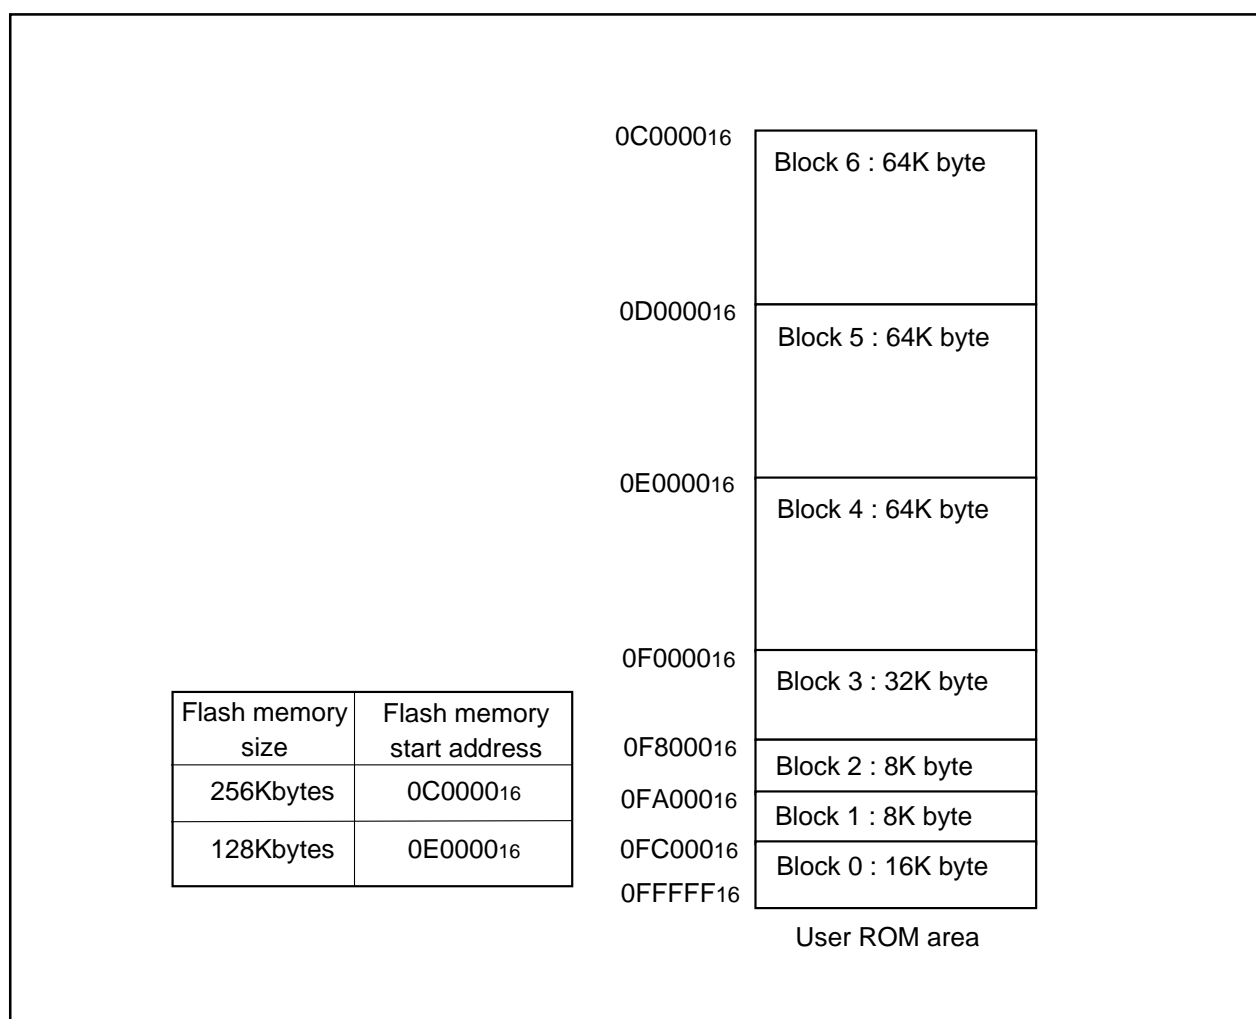 0C000016
Block 6 : 64K byte
0D000016
Block 5 : 64K byte
0E000016
Block 4 : 64K byte
0F000016
Block 3 : 32K byte
0F800016
Block 2 : 8K byte
0FA00016
Block 1 : 8K byte
0FC00016
Block 0 : 16K byte
0FFFFF16
User ROM area
Flash memory size
Flash memory start address
256Kbytes
0C000016
128Kbytes
0E000016